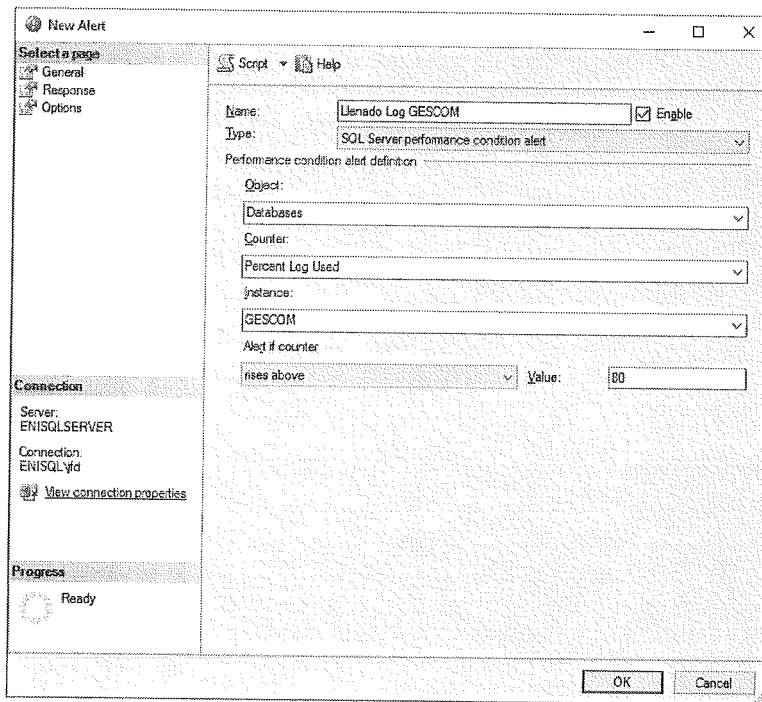 New Alert
Select a page
General
Response
Options
Script
Help
Name:
Llenado Log GESCOM
Enable
Type:
SQL Server performance condition alert
Performance condition alert definition
Object:
Databases
Counter:
Percent Log Used
Instance:
GESCOM
Alert if counter
rises above
Value:
80
Connection
Server:
ENISQLSERVER
Connection:
ENISQL\jfd
View connection properties
Progress
Ready
OK
Cancel